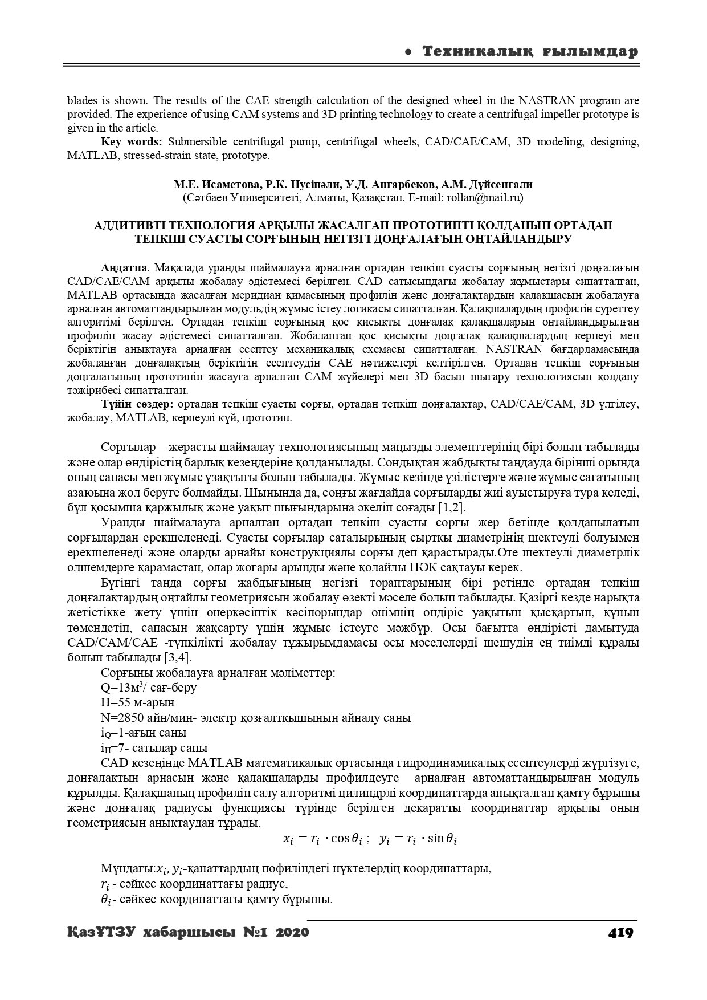 • Техникалық ғылымдар
blades is shown. The results of the CAE strength calculation of the designed wheel in the NASTRAN program are
provided. The experience of using CAM systems and 3D printing technology to create a centrifugal impeller prototype is
given in the article.
Key words: Submersible centrifugal pump, centrifugal wheels, CAD/CAE/CAM, 3D modeling, designing,
MATLAB, stressed-strain state, prototype.
М.Е. Исаметова, Р.К. Нусіпәли, У.Д. Ангарбеков, А.М. Дүйсенғали
(Сәтбаев Университеті, Алматы, Қазақстан. E-mail: rollan@mail.ru)
АДДИТИВТІ ТЕХНОЛОГИЯ АРҚЫЛЫ ЖАСАЛҒАН ПРОТОТИПТІ ҚОЛДАНЫП ОРТАДАН
ТЕПКІШ СУАСТЫ СОРҒЫНЫҢ НЕГІЗГІ ДОҢҒАЛАҒЫН ОҢТАЙЛАНДЫРУ
Аңдатпа. Мақалада уранды шаймалауға арналған ортадан тепкіш суасты сорғының негізгі доңғалағын
CAD/CAE/CAM арқылы жобалау әдістемесі берілген. CAD сатысындағы жобалау жұмыстары сипатталған,
MATLAB ортасында жасалған меридиан қимасының профилін және доңғалақтардың қалақшасын жобалауға
арналған автоматтандырылған модульдің жұмыс істеу логикасы сипатталған. Қалақшалардың профилін суреттеу
алгоритімі берілген. Ортадан тепкіш сорғының қос қисықты доңғалақ қалақшаларын оңтайландырылған
профилін жасау әдістемесі сипатталған. Жобаланған қос қисықты доңғалақ қалақшалардың кернеуі мен
беріктігін анықтауға арналған есептеу механикалық схемасы сипатталған. NASTRAN бағдарламасында
жобаланған доңғалақтың беріктігін есептеудің CAE нәтижелері келтірілген. Ортадан тепкіш сорғының
доңғалағының прототипін жасауға арналған CAM жүйелері мен 3D басып шығару технологиясын қолдану
тәжірибесі сипатталған.
Түйін сөздер: ортадан тепкіш суасты сорғы, ортадан тепкіш доңғалақтар, CAD/CAE/CAM, 3D үлгілеу,
жобалау, MATLAB, кернеулі күй, прототип.
Сорғылар – жерасты шаймалау технологиясының маңызды элементтерінің бірі болып табылады
және олар өндірістің барлық кезеңдеріне қолданылады. Сондықтан жабдықты таңдауда бірінші орында
оның сапасы мен жұмыс ұзақтығы болып табылады. Жұмыс кезінде үзілістерге және жұмыс сағатының
азаюына жол беруге болмайды. Шынында да, соңғы жағдайда сорғыларды жиі ауыстыруға тура келеді,
бұл қосымша қаржылық және уақыт шығындарына әкеліп соғады [1,2].
Уранды шаймалауға арналған ортадан тепкіш суасты сорғы жер бетінде қолданылатын
сорғылардан ерекшеленеді. Суасты сорғылар саталырының сыртқы диаметрінің шектеулі болуымен
ерекшеленеді және оларды арнайы конструкциялы сорғы деп қарастырады.Өте шектеулі диаметрлік
өлшемдерге қарамастан, олар жоғары арынды және қолайлы ПӘК сақтауы керек.
Бүгінгі таңда сорғы жабдығының негізгі тораптарының бірі ретінде ортадан тепкіш
доңғалақтардың оңтайлы геометриясын жобалау өзекті мәселе болып табылады. Қазіргі кезде нарықта
жетістікке жету үшін өнеркәсіптік кәсіпорындар өнімнің өндіріс уақытын қысқартып, құнын
төмендетіп, сапасын жақсарту үшін жұмыс істеуге мәжбүр. Осы бағытта өндірісті дамытуда
CAD/CAM/CAE -түпкілікті жобалау тұжырымдамасы осы мәселелерді шешудің ең тиімді құралы
болып табылады [3,4].
Сорғыны жобалауға арналған мәліметтер:
Q=13м³/ сағ-беру
H=55 м-арын
N=2850 айн/мин- электр қозғалтқышының айналу саны
i_Q=1-ағын саны
i_H=7- сатылар саны
CAD кезеңінде MATLAB математикалық ортасында гидродинамикалық есептеулерді жүргізуге,
доңғалақтың арнасын және қалақшаларды профилдеуге арналған автоматтандырылған модуль
құрылды. Қалақшаның профилін салу алгоритмі цилиндрлі координаттарда анықталған қамту бұрышы
және доңғалақ радиусы функциясы түрінде берілген декаратты координаттар арқылы оның
геометриясын анықтаудан тұрады.
x_i = r_i · cos θ_i ; y_i = r_i · sin θ_i
Мұндағы:x_i, y_i-қанаттардың пофиліндегі нүктелердің координаттары,
r_i - сәйкес координаттағы радиус,
θ_i- сәйкес координаттағы қамту бұрышы.
ҚазҰТЗУ хабаршысы №1 2020 419